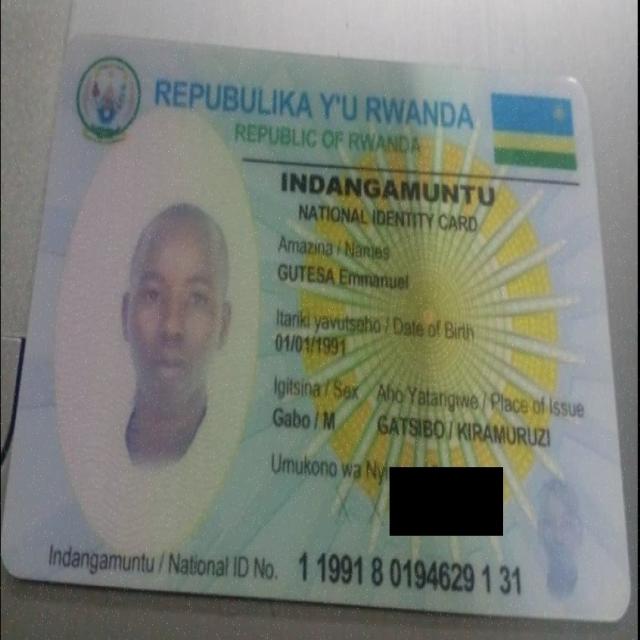 REPUBULIKA Y'U RWANDA
REPUBLIC OF RWANDA
INDANGAMUNTU
NATIONAL IDENTITY CARD
Amazina / Names
GUTESA Emmanuel
Itariki yavutseho / Date of Birth
01/01/1991
Igitsina / Sex Aho Yatangiwe / Place of Issue
Gabo / M GATSIBO / KIRAMURUZI
Umukono wa
Indangamuntu / National ID No. 1 1991 8 0194629 1 31